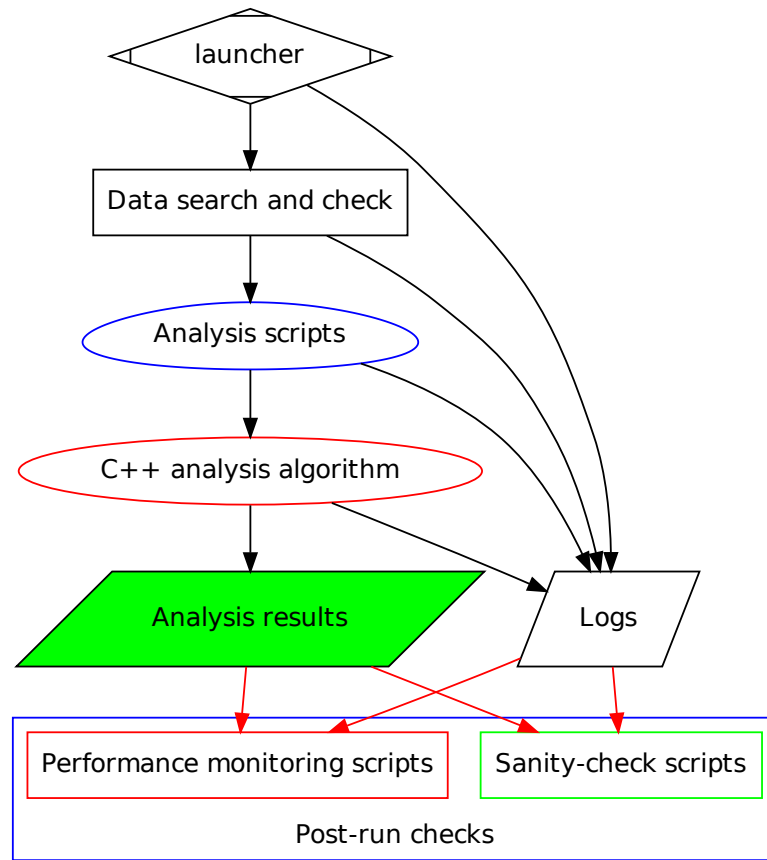 launcher
Data search and check
Analysis scripts
C++ analysis algorithm
Analysis results
Logs
Performance monitoring scripts
Sanity-check scripts
Post-run checks